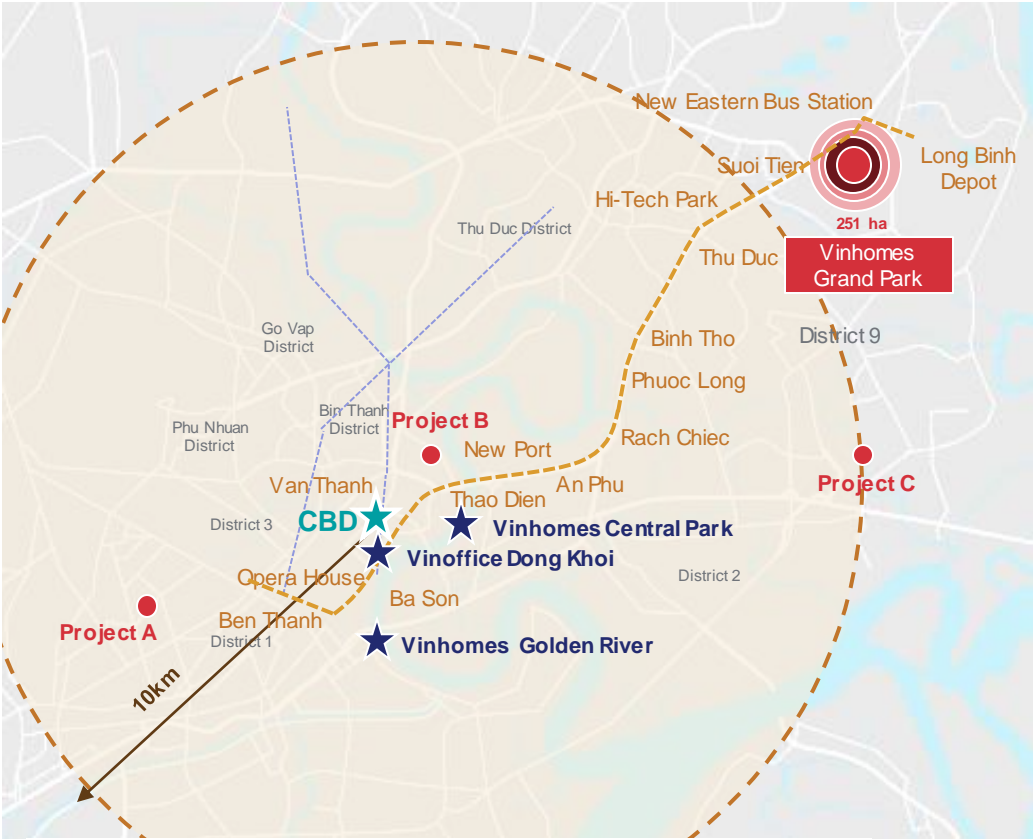 New Eastern Bus Station
Long Binh
Depot
Suoi Tien
Hi-Tech Park
251 ha
Vinhomes
Grand Park
Thu Duc District
Thu Duc
Go Vap
District
Binh Tho
District 9
Phuoc Long
Bin Thanh
District
Phu Nhuan
District
Project B
New Port
Rach Chiec
Van Thanh
Thao Dien
An Phu
Project C
District 3
CBD
Vinhomes Central Park
Vinoffice Dong Khoi
Opera House
District 2
Ba Son
Ben Thanh
Project A
District 1
Vinhomes Golden River
10km